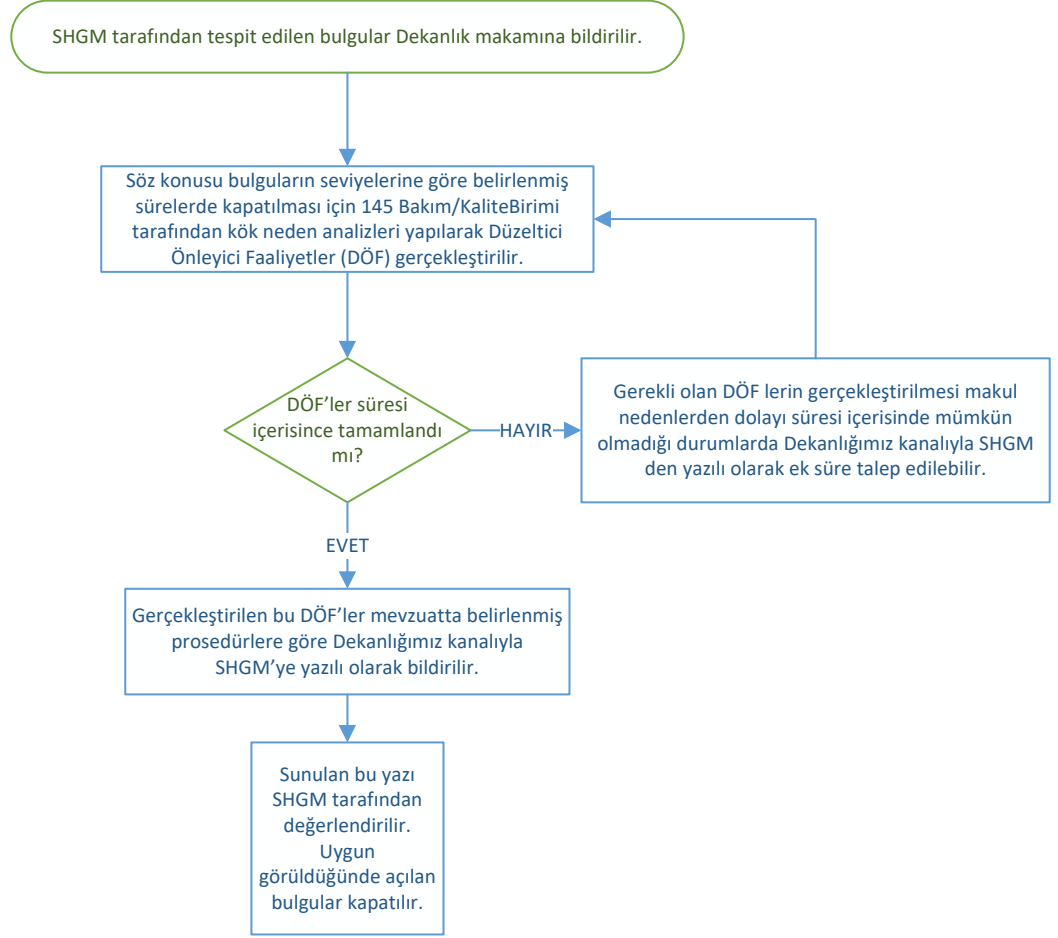 SHGM tarafından tespit edilen bulgular Dekanlık makamına bildirilir.
Söz konusu bulguların seviyelerine göre belirlenmiş
sürelerde kapatılması için 145 Bakım/KaliteBirimi
tarafından kök neden analizleri yapılarak Düzeltici
Önleyici Faaliyetler (DÖF) gerçekleştirilir.
DÖF’ler süresi
içerisince tamamlandı
mı?
HAYIR
Gerekli olan DÖF lerin gerçekleştirilmesi makul
nedenlerden dolayı süresi içerisinde mümkün
olmadığı durumlarda Dekanlığımız kanalıyla SHGM
den yazılı olarak ek süre talep edilebilir.
EVET
Gerçekleştirilen bu DÖF’ler mevzuatta belirlenmiş
prosedürlere göre Dekanlığımız kanalıyla
SHGM’ye yazılı olarak bildirilir.
Sunulan bu yazı
SHGM tarafından
değerlendirilir.
Uygun
görüldüğünde açılan
bulgular kapatılır.